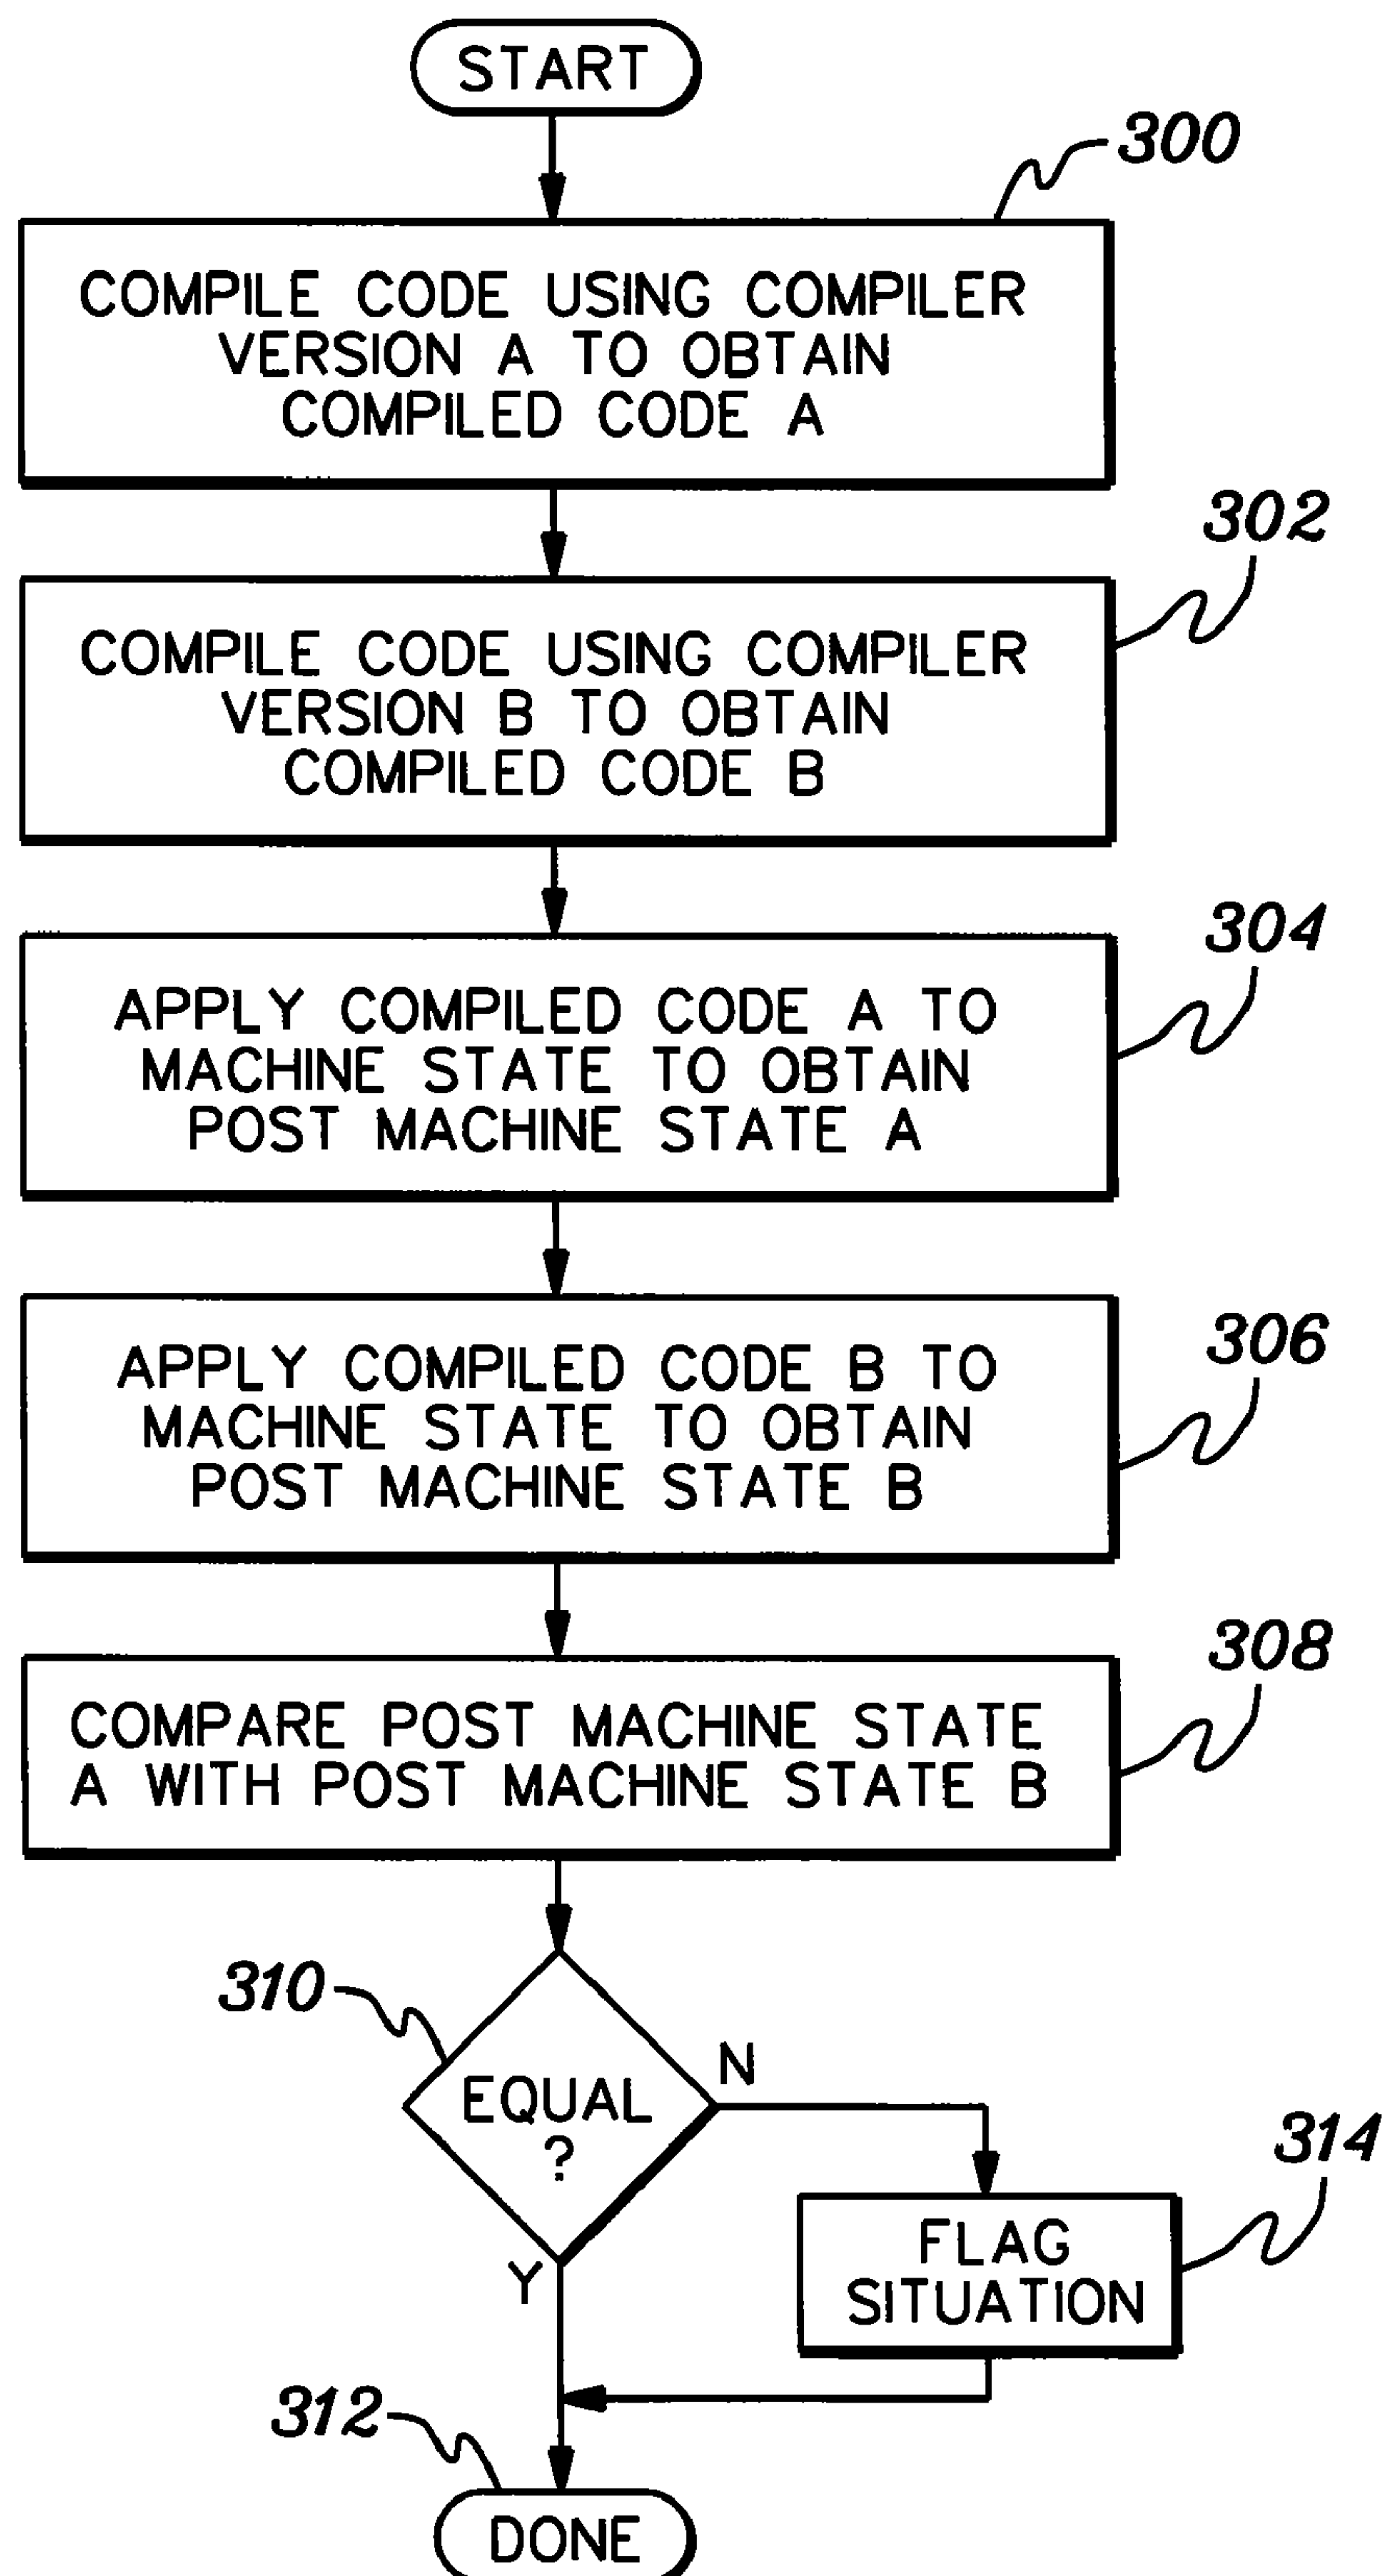 START
300
COMPILE CODE USING COMPILER
VERSION A TO OBTAIN
COMPILED CODE A
302
COMPILE CODE USING COMPILER
VERSION B TO OBTAIN
COMPILED CODE B
304
APPLY COMPILED CODE A TO
MACHINE STATE TO OBTAIN
POST MACHINE STATE A
306
APPLY COMPILED CODE B TO
MACHINE STATE TO OBTAIN
POST MACHINE STATE B
308
COMPARE POST MACHINE STATE
A WITH POST MACHINE STATE B
310
N
EQUAL
?
314
FLAG
SITUATION
Y
312
DONE